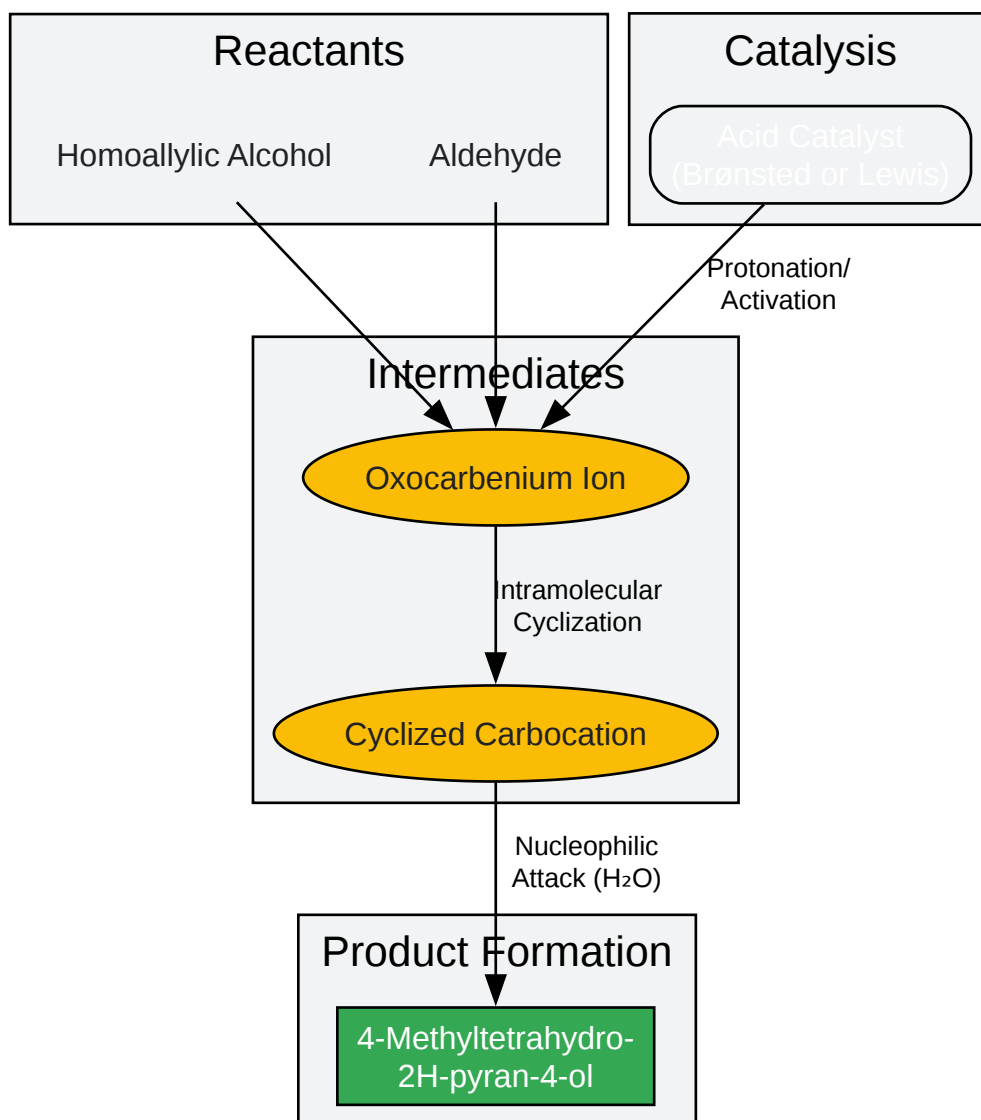 Reactants
Catalysis
Homoallylic Alcohol
Aldehyde
Acid Catalyst
(Brønsted or Lewis)
Protonation/
Activation
Intermediates
Oxocarbenium Ion
Intramolecular
Cyclization
Cyclized Carbocation
Nucleophilic
Attack (H₂O)
Product Formation
4-Methyltetrahydro-
2H-pyran-4-ol